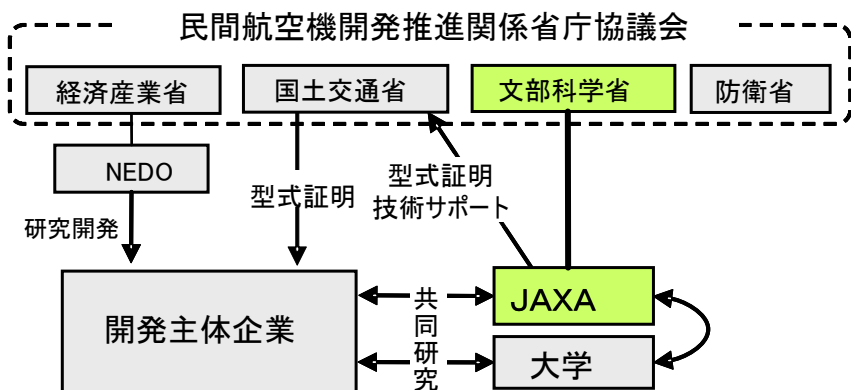 民間航空機開発推進関係省庁協議会
経済産業省
国土交通省
文部科学省
防衛省
NEDO
型式証明
型式証明
技術サポート
研究開発
開発主体企業
共同研究
JAXA
大学